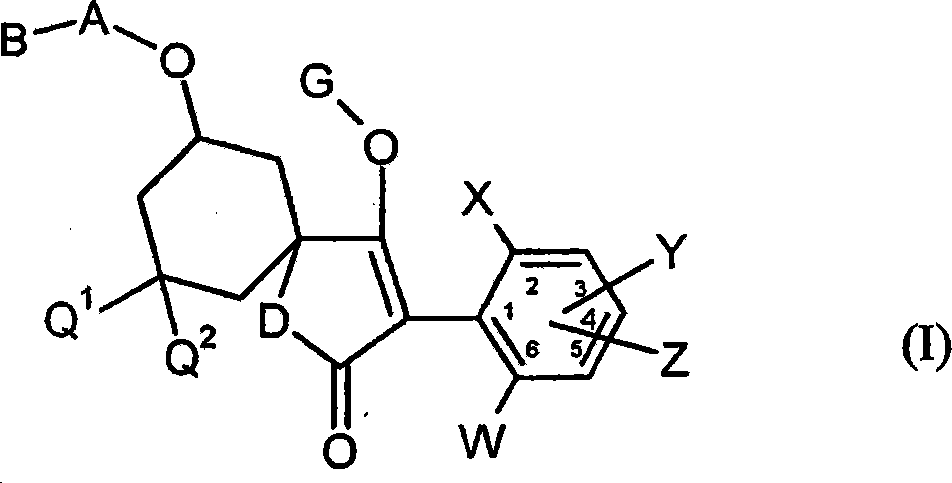 B A O G
O
X Y
2 3
Q¹ D 1 4
Q² 6 5 Z (I)
W
O